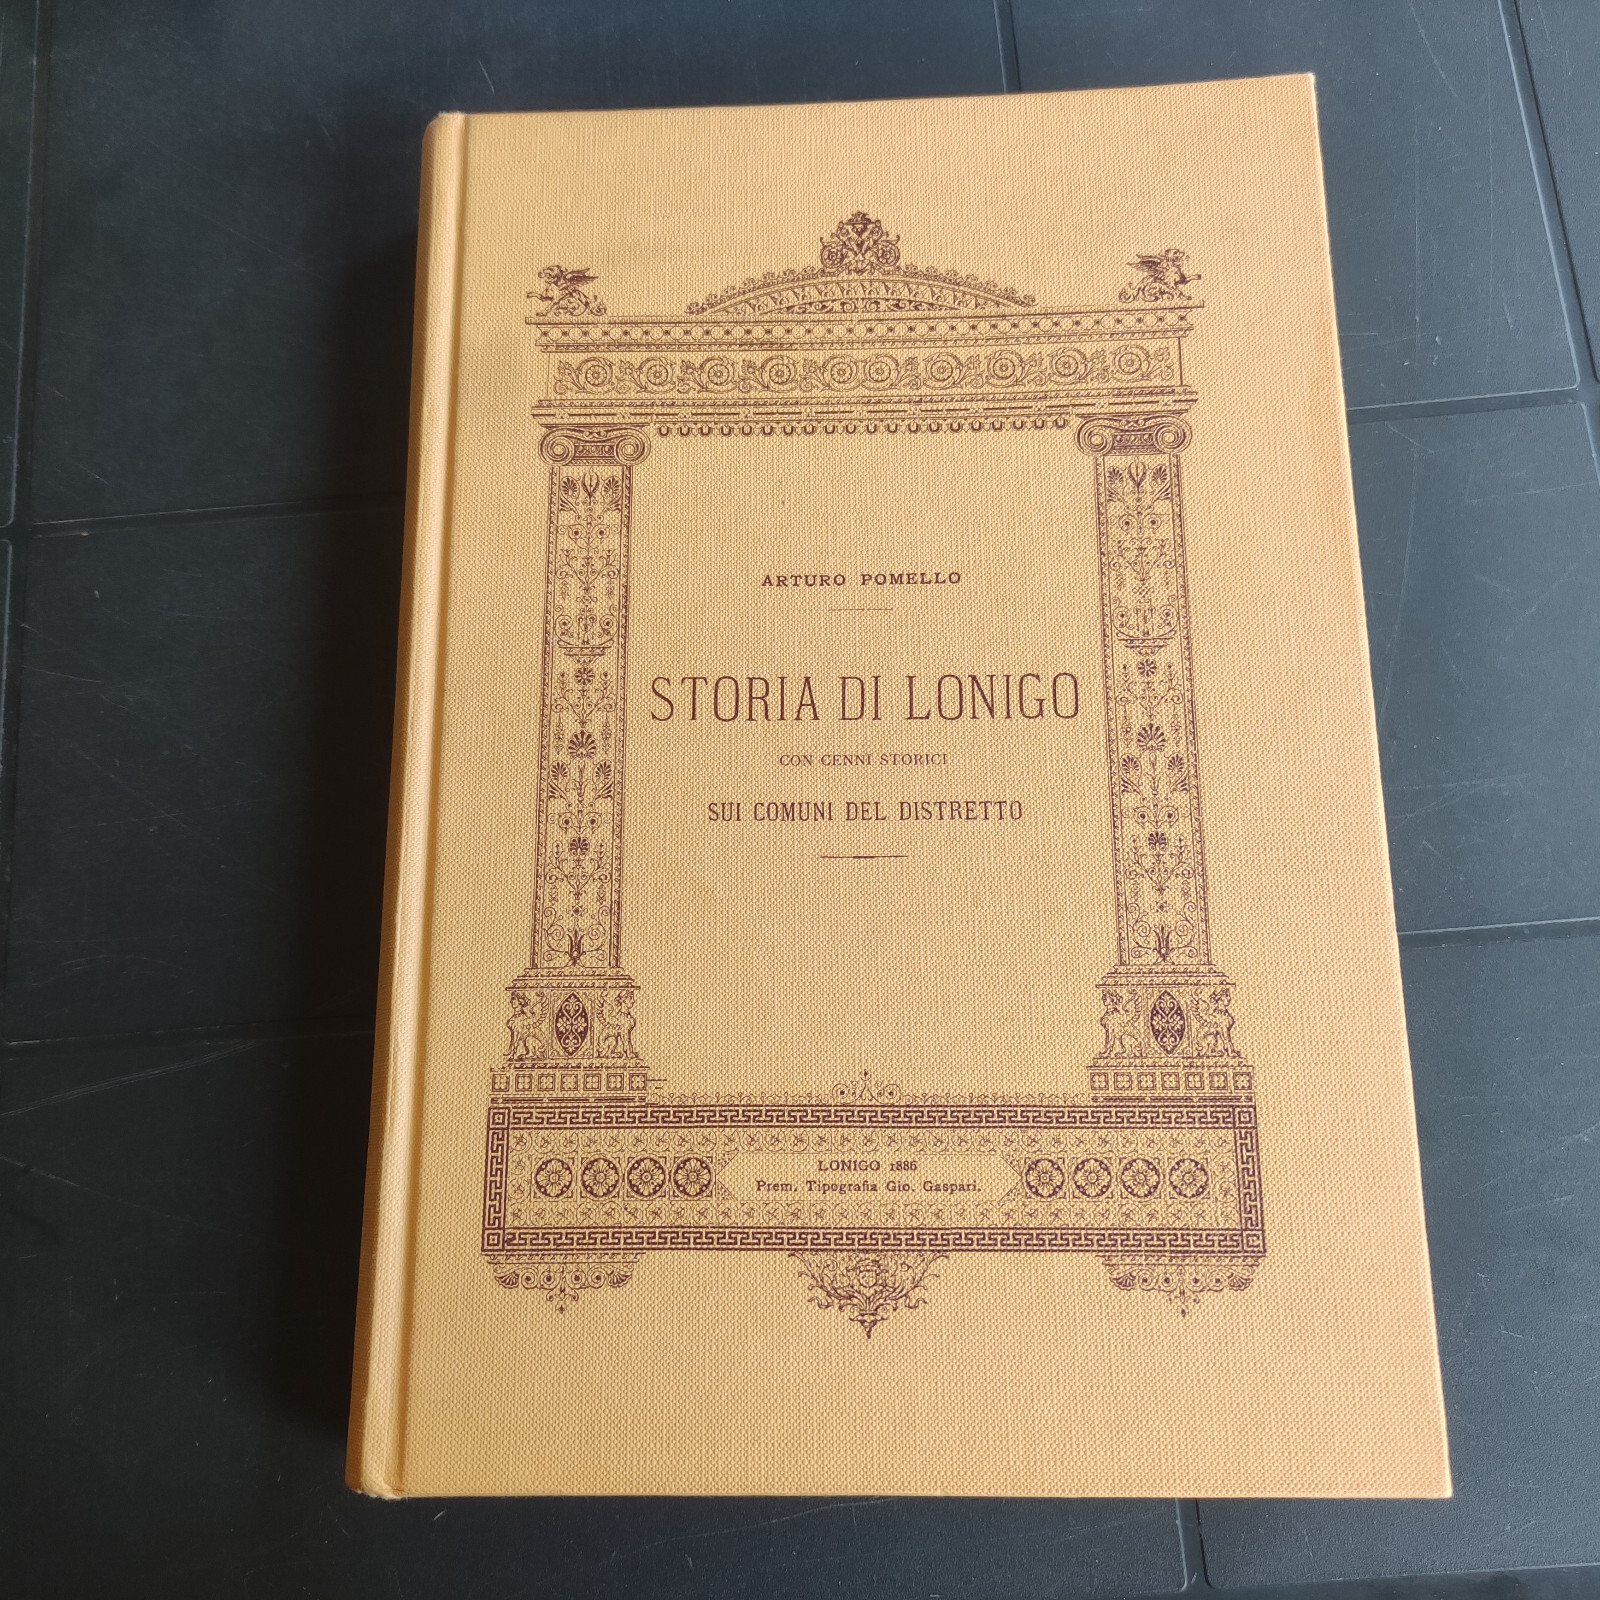 ARTURO POMELLO
STORIA DI LONIGO
CON CENNI STORICI
SUI COMUNI DEL DISTRETTO
LONIGO 1886
Prem. Tipografia Gio. Gaspari.